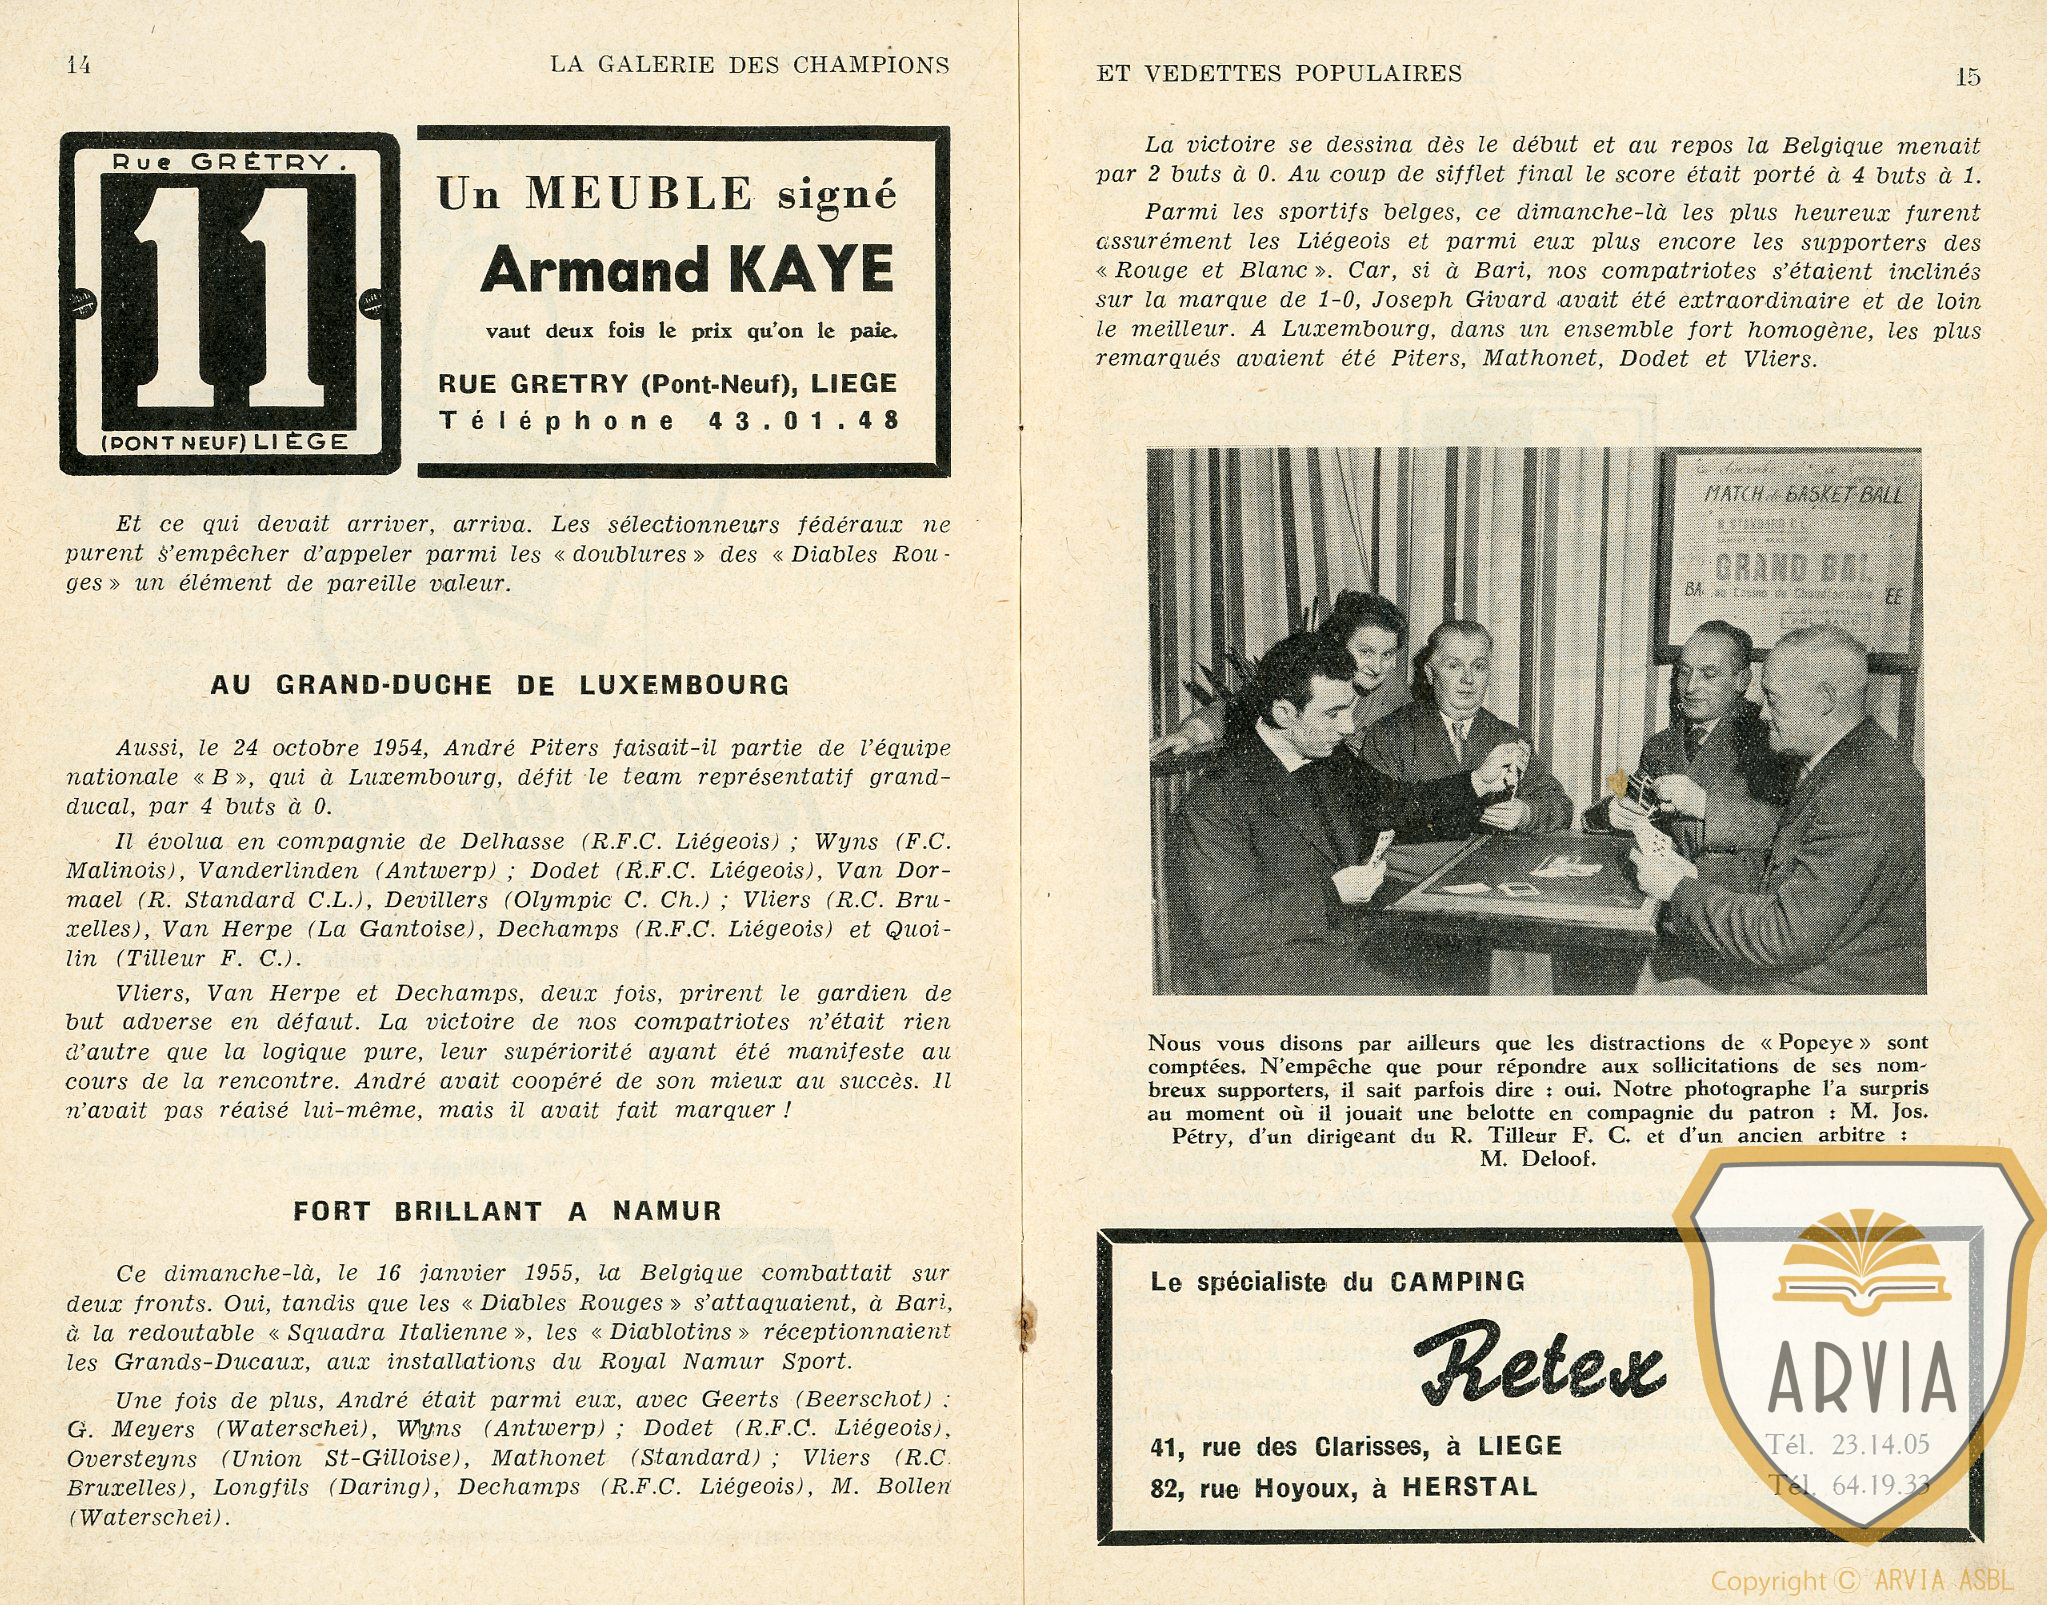 14
LA GALERIE DES CHAMPIONS
Rue GRÉTRY.
11
(PONT NEUF) LIÈGE
Un MEUBLE signé
Armand KAYE
vaut deux fois le prix qu'on le paie.
RUE GRETRY (Pont-Neuf), LIEGE
Téléphone 43.01.48
Et ce qui devait arriver, arriva. Les sélectionneurs fédéraux ne
purent s'empêcher d'appeler parmi les « doublures » des « Diables Rou-
ges » un élément de pareille valeur.
AU GRAND-DUCHE DE LUXEMBOURG
Aussi, le 24 octobre 1954, André Piters faisait-il partie de l'équipe
nationale « B », qui à Luxembourg, défit le team représentatif grand-
ducal, par 4 buts à 0.
Il évolua en compagnie de Delhasse (R.F.C. Liégeois) ; Wyns (F.C.
Malinois), Vanderlinden (Antwerp) ; Dodet (R.F.C. Liégeois), Van Dor-
mael (R. Standard C.L.), Devillers (Olympic C. Ch.) ; Vliers (R.C. Bru-
xelles), Van Herpe (La Gantoise), Dechamps (R.F.C. Liégeois) et Quoi-
lin (Tilleur F. C.).
Vliers, Van Herpe et Dechamps, deux fois, prirent le gardien de
but adverse en défaut. La victoire de nos compatriotes n'était rien
d'autre que la logique pure, leur supériorité ayant été manifeste au
cours de la rencontre. André avait coopéré de son mieux au succès. Il
n'avait pas réaisé lui-même, mais il avait fait marquer !
FORT BRILLANT A NAMUR
Ce dimanche-là, le 16 janvier 1955, la Belgique combattait sur
deux fronts. Oui, tandis que les « Diables Rouges » s'attaquaient, à Bari,
à la redoutable « Squadra Italienne », les « Diablotins » réceptionnaient
les Grands-Ducaux, aux installations du Royal Namur Sport.
Une fois de plus, André était parmi eux, avec Geerts (Beerschot) :
G. Meyers (Waterschei), Wyns (Antwerp) ; Dodet (R.F.C. Liégeois),
Oversteyns (Union St-Gilloise), Mathonet (Standard) ; Vliers (R.C.
Bruxelles), Longfils (Daring), Dechamps (R.F.C. Liégeois), M. Bollen
(Waterschei).
ET VEDETTES POPULAIRES
15
La victoire se dessina dès le début et au repos la Belgique menait
par 2 buts à 0. Au coup de sifflet final le score était porté à 4 buts à 1.
Parmi les sportifs belges, ce dimanche-là les plus heureux furent
assurément les Liégeois et parmi eux plus encore les supporters des
« Rouge et Blanc ». Car, si à Bari, nos compatriotes s'étaient inclinés
sur la marque de 1-0, Joseph Givard avait été extraordinaire et de loin
le meilleur. A Luxembourg, dans un ensemble fort homogène, les plus
remarqués avaient été Piters, Mathonet, Dodet et Vliers.
MATCH de BASKET-BALL
R. STANDARD C.L.
GRAND BAL
au Casino de Chaudfontaine
BA
EE
Nous vous disons par ailleurs que les distractions de « Popeye » sont
comptées. N'empêche que pour répondre aux sollicitations de ses nom-
breux supporters, il sait parfois dire : oui. Notre photographe l'a surpris
au moment où il jouait une belotte en compagnie du patron : M. Jos.
Pétry, d'un dirigeant du R. Tilleur F. C. et d'un ancien arbitre :
M. Deloof.
Le spécialiste du CAMPING
Retex
41, rue des Clarisses, à LIEGE
Tél. 23.14.05
82, rue Hoyoux, à HERSTAL
Tél. 64.19.33
ARVIA
Copyright © ARVIA ASBL